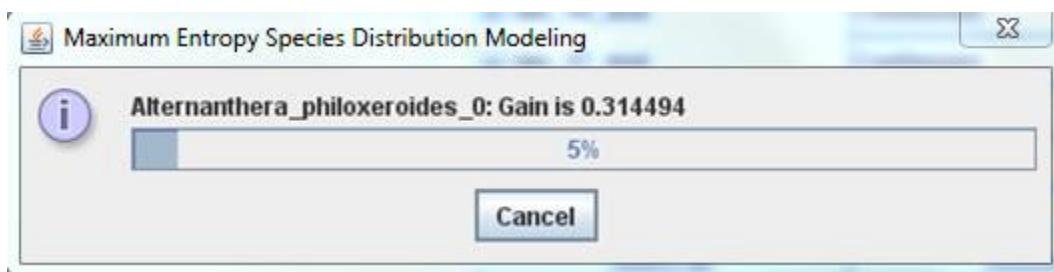 Maximum Entropy Species Distribution Modeling
Alternanthera_philoxeroides_0: Gain is 0.314494
5%
Cancel